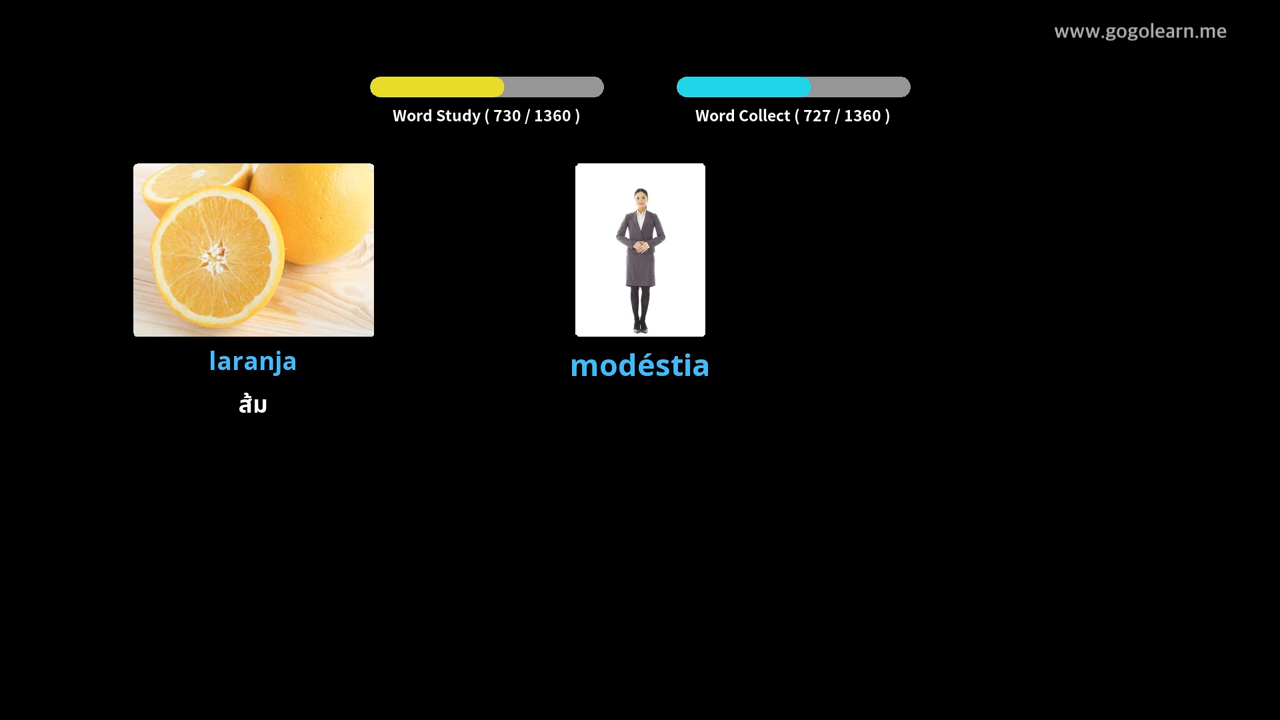 www.gogolearn.me
Word Study ( 730 / 1360 )
Word Collect ( 727 / 1360 )
laranja
modéstia
ส้ม